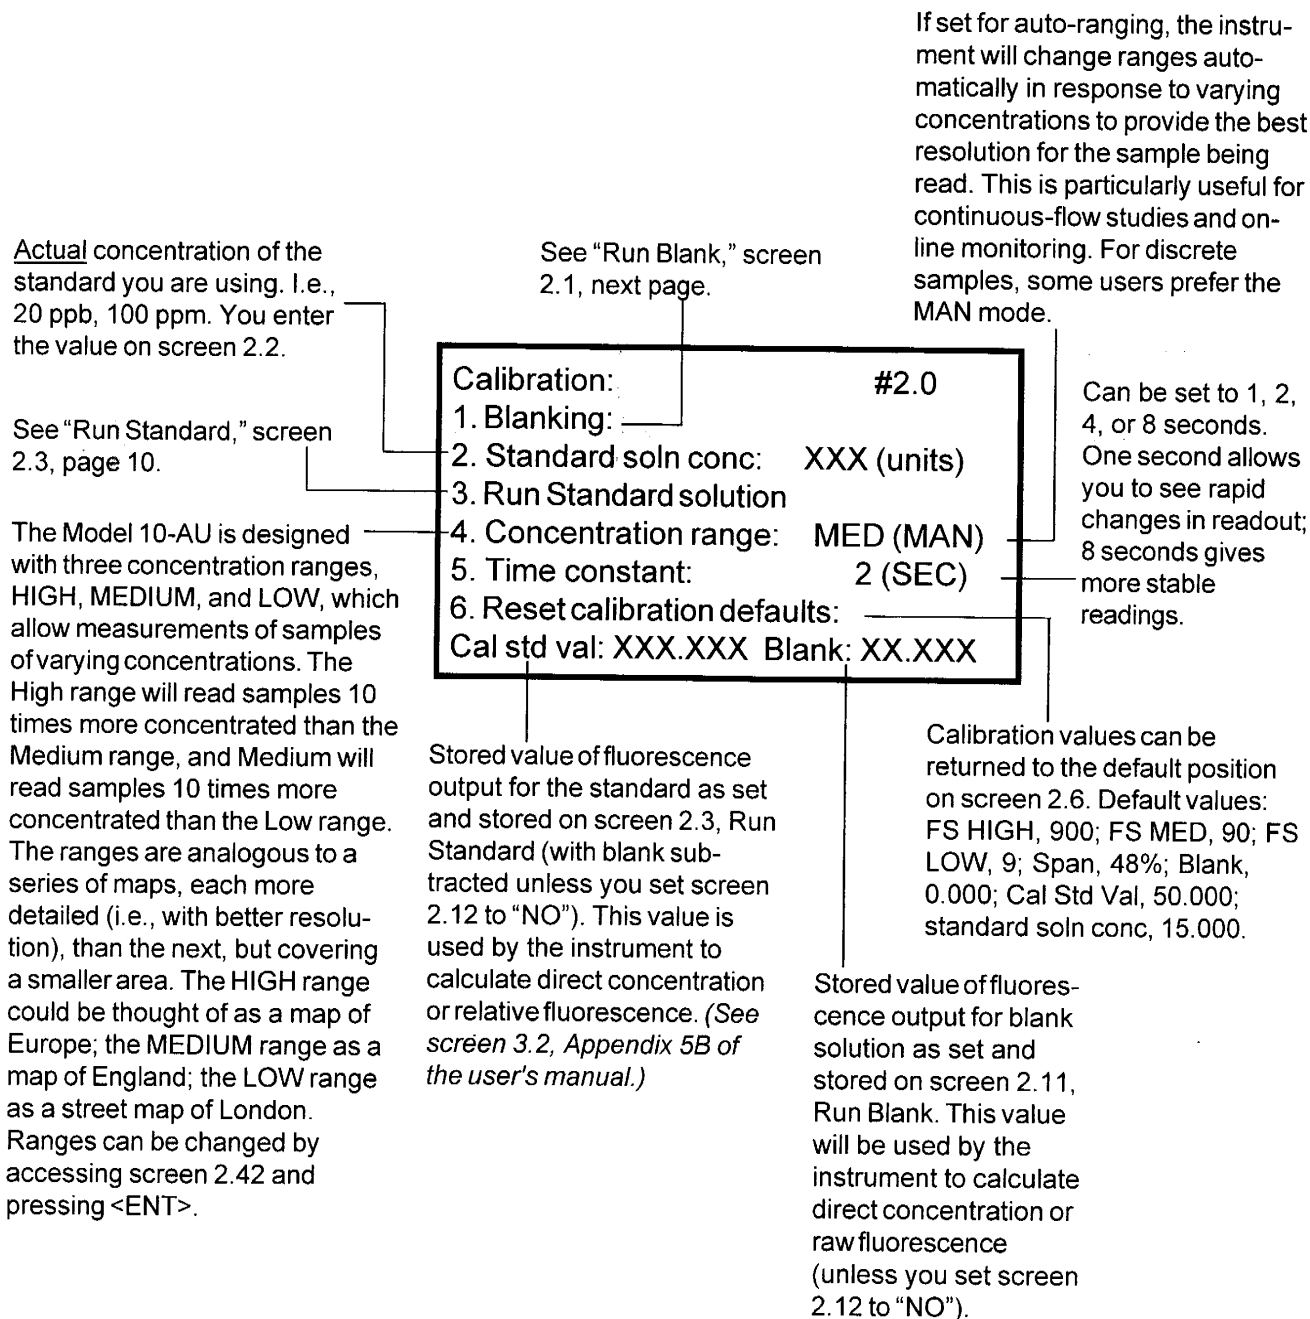 If set for auto-ranging, the instru-
ment will change ranges auto-
matically in response to varying
concentrations to provide the best
resolution for the sample being
read. This is particularly useful for
continuous-flow studies and on-
line monitoring. For discrete
samples, some users prefer the
MAN mode.
Actual concentration of the
standard you are using. I.e.,
20 ppb, 100 ppm. You enter
the value on screen 2.2.
See "Run Blank," screen
2.1, next page.
See "Run Standard," screen
2.3, page 10.
The Model 10-AU is designed
with three concentration ranges,
HIGH, MEDIUM, and LOW, which
allow measurements of samples
of varying concentrations. The
High range will read samples 10
times more concentrated than the
Medium range, and Medium will
read samples 10 times more
concentrated than the Low range.
The ranges are analogous to a
series of maps, each more
detailed (i.e., with better resolu-
tion), than the next, but covering
a smaller area. The HIGH range
could be thought of as a map of
Europe; the MEDIUM range as a
map of England; the LOW range
as a street map of London.
Ranges can be changed by
accessing screen 2.42 and
pressing <ENT>.
Calibration: #2.0
1. Blanking:
2. Standard soln conc: XXX (units)
3. Run Standard solution
4. Concentration range: MED (MAN)
5. Time constant: 2 (SEC)
6. Reset calibration defaults:
Cal std val: XXX.XXX Blank: XX.XXX
Can be set to 1, 2,
4, or 8 seconds.
One second allows
you to see rapid
changes in readout;
8 seconds gives
more stable
readings.
Stored value of fluorescence
output for the standard as set
and stored on screen 2.3, Run
Standard (with blank sub-
tracted unless you set screen
2.12 to "NO"). This value is
used by the instrument to
calculate direct concentration
or relative fluorescence. (See
screen 3.2, Appendix 5B of
the user's manual.)
Calibration values can be
returned to the default position
on screen 2.6. Default values:
FS HIGH, 900; FS MED, 90; FS
LOW, 9; Span, 48%; Blank,
0.000; Cal Std Val, 50.000;
standard soln conc, 15.000.
Stored value of fluores-
cence output for blank
solution as set and
stored on screen 2.11,
Run Blank. This value
will be used by the
instrument to calculate
direct concentration or
raw fluorescence
(unless you set screen
2.12 to "NO").